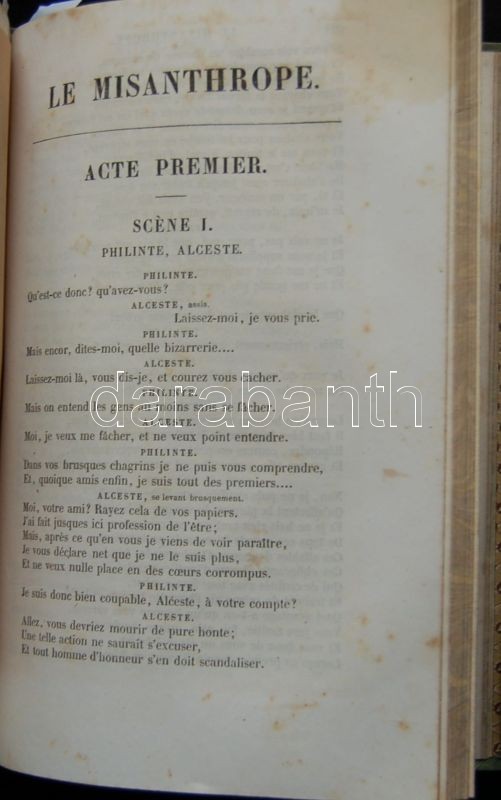 LE MISANTHROPE.
ACTE PREMIER.
SCÈNE I.
PHILINTE, ALCESTE.
PHILINTE.
Qu'est-ce donc? qu'avez-vous?
ALCESTE, assis.
Laissez-moi, je vous prie.
PHILINTE.
Mais encor, dites-moi, quelle bizarrerie....
ALCESTE.
Laissez-moi là, vous dis-je, et courez vous cacher.
PHILINTE.
Mais on entend les gens au moins sans se fâcher.
ALCESTE.
Moi, je veux me fâcher, et ne veux point entendre.
PHILINTE.
Dans vos brusques chagrins je ne puis vous comprendre,
Et, quoique amis enfin, je suis tout des premiers....
ALCESTE, se levant brusquement.
Moi, votre ami? Rayez cela de vos papiers.
J'ai fait jusques ici profession de l'être;
Mais, après ce qu'en vous je viens de voir paraître,
Je vous déclare net que je ne le suis plus,
Et ne veux nulle place en des cœurs corrompus.
PHILINTE.
Je suis donc bien coupable, Alceste, à votre compte?
ALCESTE.
Allez, vous devriez mourir de pure honte;
Une telle action ne saurait s'excuser,
Et tout homme d'honneur s'en doit scandaliser.
darabanth